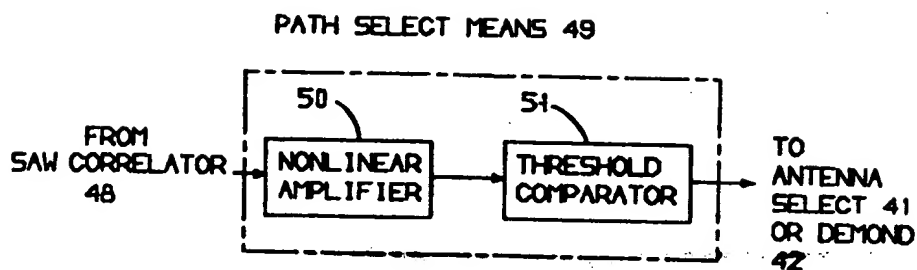 PATH SELECT MEANS 49
50
51
FROM
SAW CORRELATOR
48
NONLINEAR
AMPLIFIER
THRESHOLD
COMPARATOR
TO
ANTENNA
SELECT 41
OR DEMOND
42